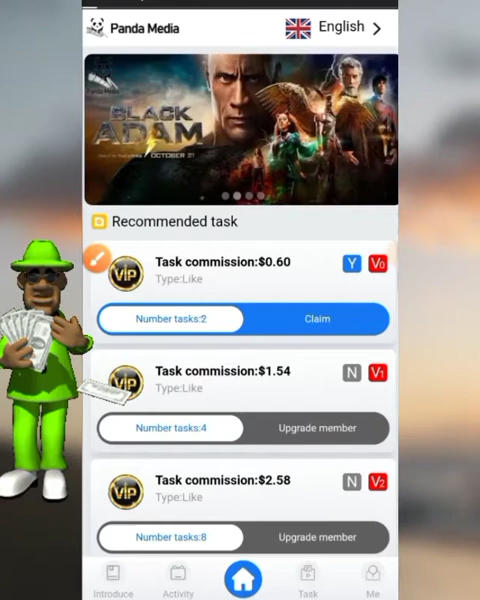 Panda Media
English
Panda Media
BLACK
ADAM
OCTOBER 21
Recommended task
VIP
Task commission:$0.60
Y
V0
Type:Like
Number tasks:2
Claim
VIP
Task commission:$1.54
N
V1
Type:Like
Number tasks:4
Upgrade member
VIP
Task commission:$2.58
N
V2
Type:Like
Number tasks:8
Upgrade member
Introduce
Activity
Task
Me